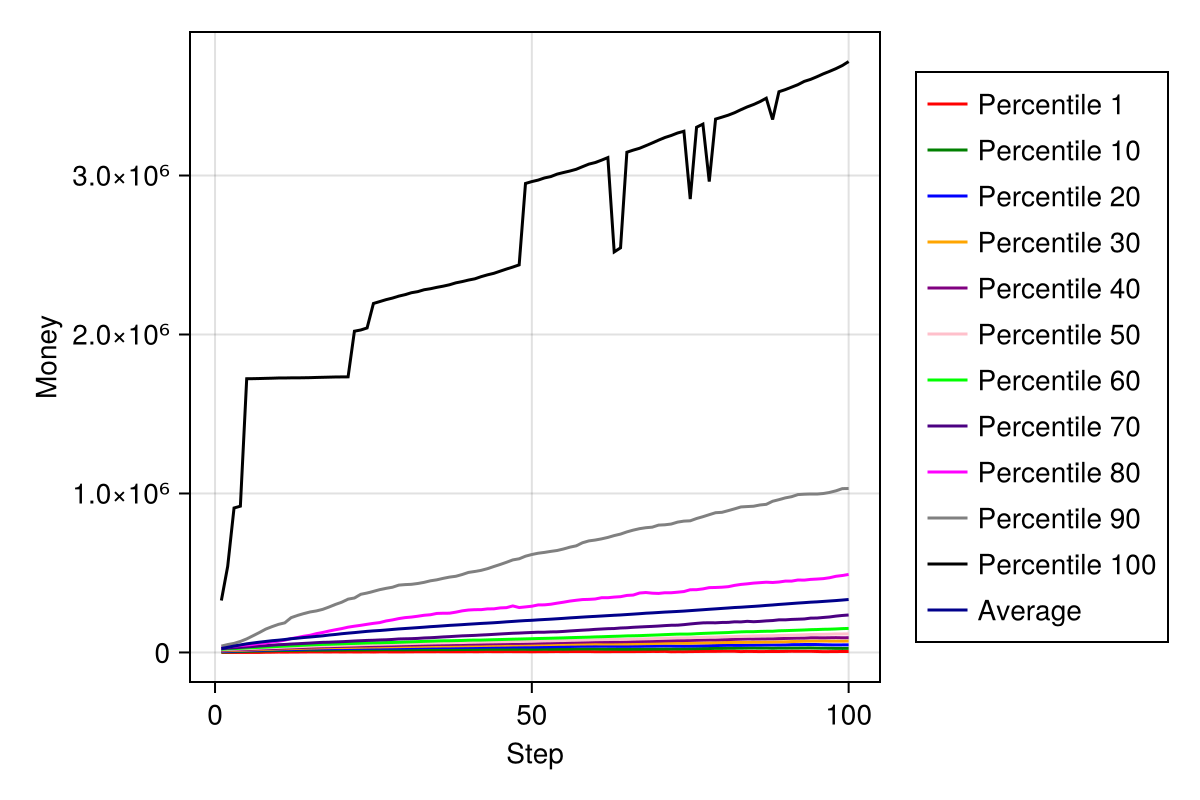 Money
3.0×10⁶
2.0×10⁶
1.0×10⁶
0
0
50
100
Step
Percentile 1
Percentile 10
Percentile 20
Percentile 30
Percentile 40
Percentile 50
Percentile 60
Percentile 70
Percentile 80
Percentile 90
Percentile 100
Average